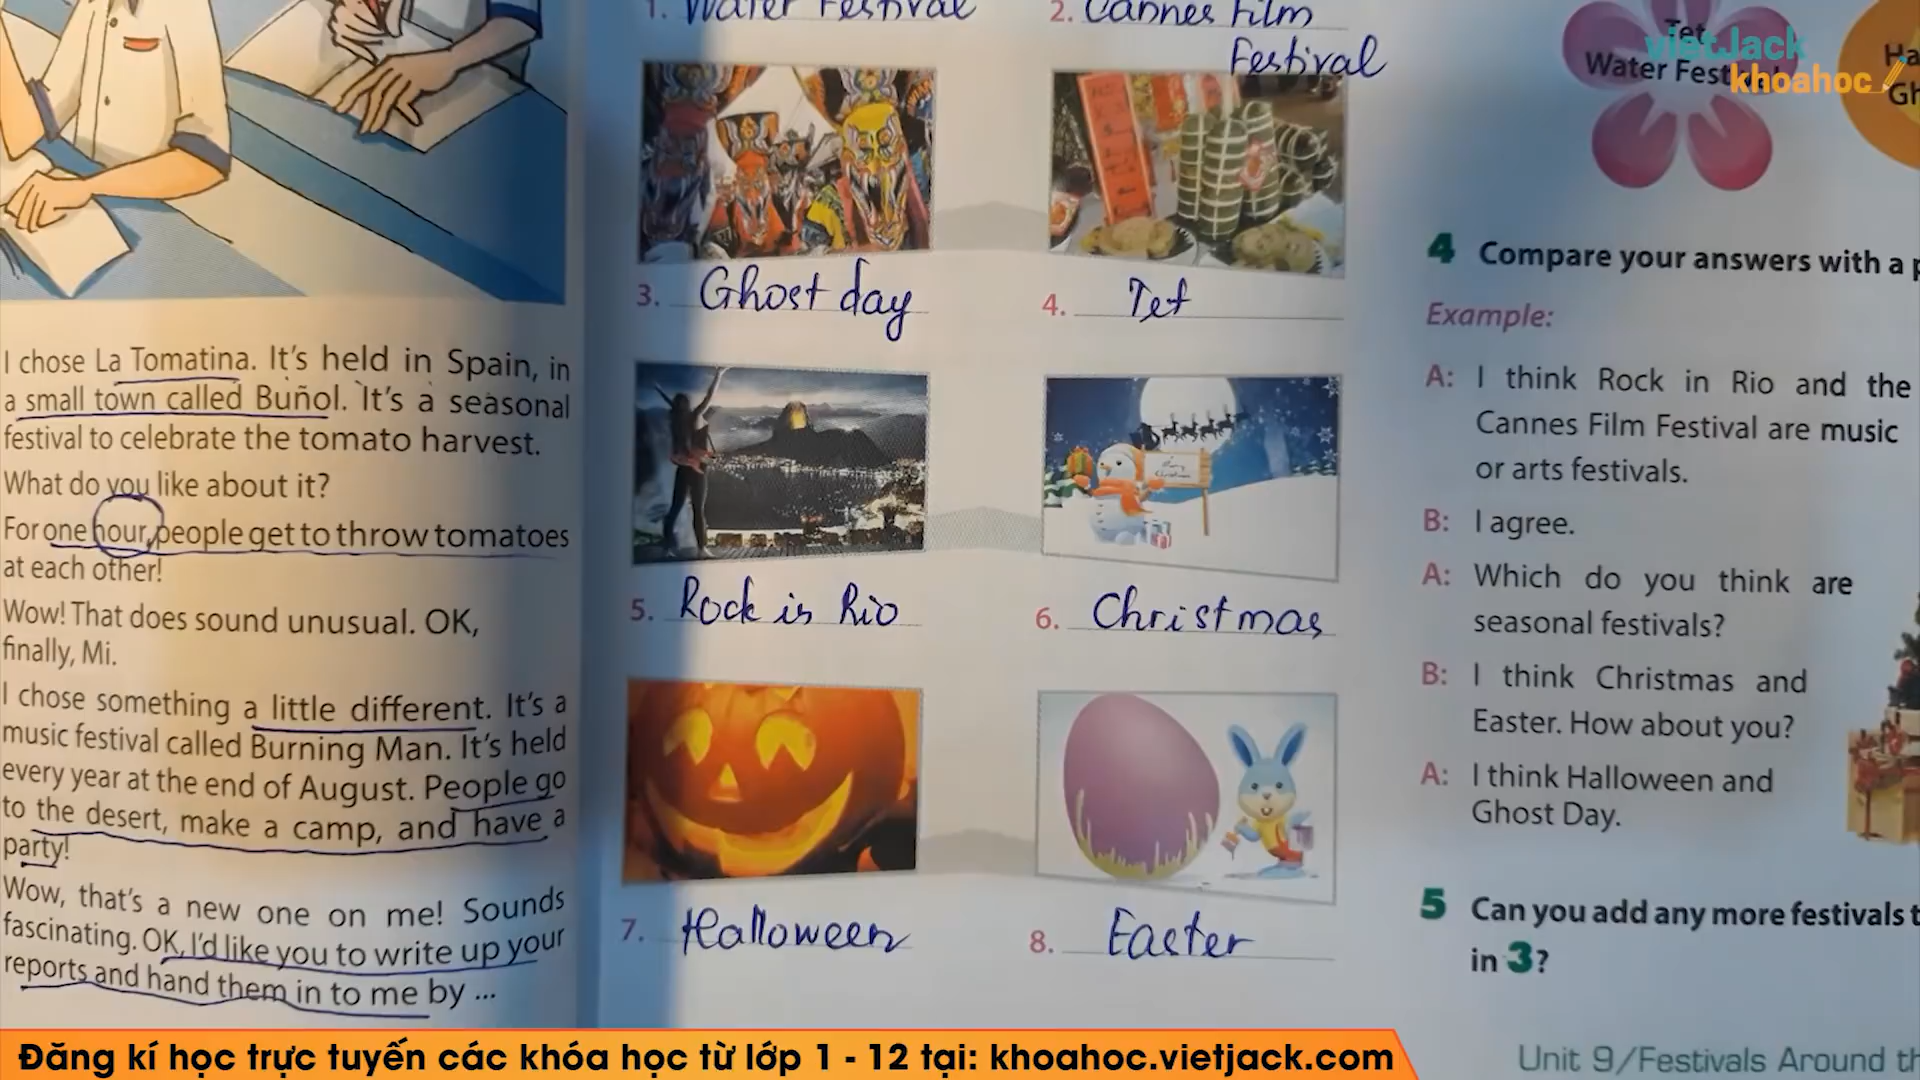 I chose La Tomatina. It's held in Spain, in
a small town called Buñol. It's a seasonal
festival to celebrate the tomato harvest.
What do you like about it?
For one hour, people get to throw tomatoes
at each other!
Wow! That does sound unusual. OK,
finally, Mi.
I chose something a little different. It's a
music festival called Burning Man. It's held
every year at the end of August. People go
to the desert, make a camp, and have a
party!
Wow, that's a new one on me! Sounds
fascinating. OK, I'd like you to write up your
reports and hand them in to me by ...
1. Water Festival
2. Cannes Film
Festival
3. Ghost day
4. Tet
5. Rock in Rio
6. Christmas
7. Halloween
8. Easter
Tet
Water Festival
vietJack
khoahoc
4 Compare your answers with a
Example:
A: I think Rock in Rio and the
Cannes Film Festival are music
or arts festivals.
B: I agree.
A: Which do you think are
seasonal festivals?
B: I think Christmas and
Easter. How about you?
A: I think Halloween and
Ghost Day.
5 Can you add any more festivals
in 3?
Unit 9/Festivals Around
Đăng kí học trực tuyến các khóa học từ lớp 1 - 12 tại: khoahoc.vietjack.com